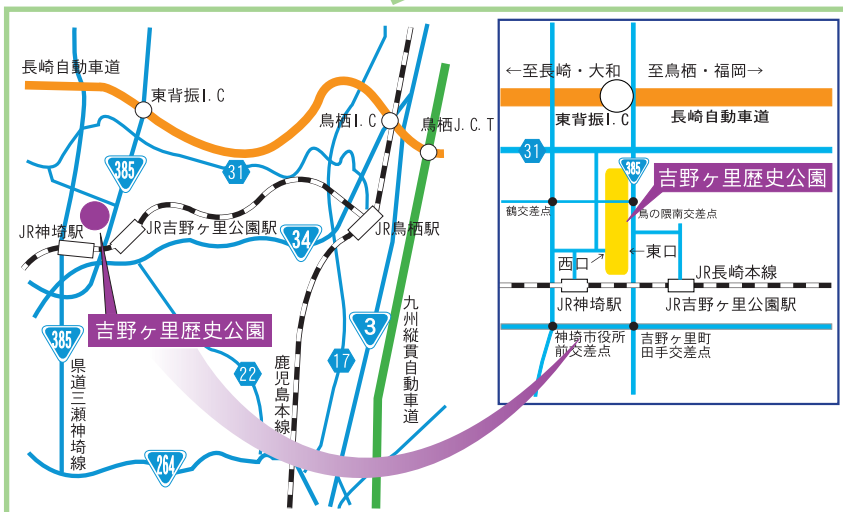 長崎自動車道
東背振I.C
鳥栖I.C
鳥栖J.C.T
385
31
JR神埼駅
JR吉野ヶ里公園駅
34
JR鳥栖駅
吉野ヶ里歴史公園
385
県道三瀬神埼線
22
鹿児島本線
17
3
九州縦貫自動車道
264
←至長崎・大和
至鳥栖・福岡→
東背振I.C
長崎自動車道
31
385
吉野ヶ里歴史公園
鶴交差点
鳥の隈南交差点
西口→
←東口
JR長崎本線
JR神埼駅
JR吉野ヶ里公園駅
神埼市役所
前交差点
吉野ヶ里町
田手交差点